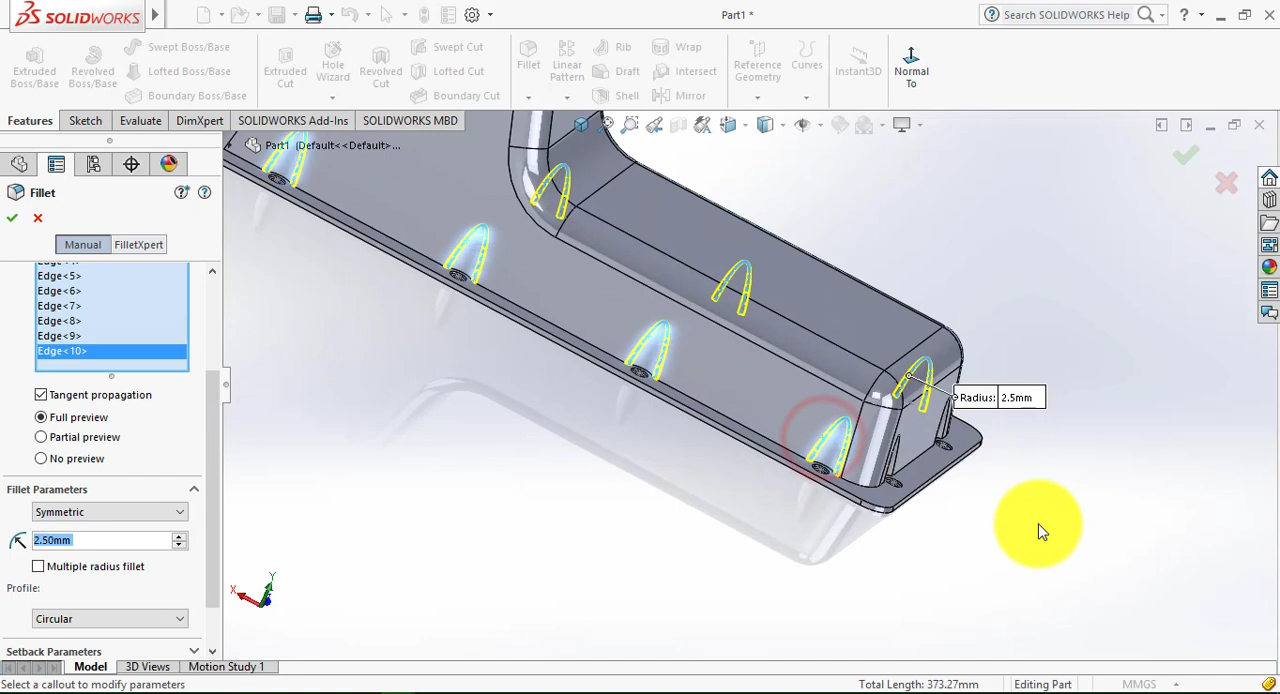 SOLIDWORKS
Part1 *
Search SOLIDWORKS Help
Extruded Boss/Base
Revolved Boss/Base
Swept Boss/Base
Lofted Boss/Base
Boundary Boss/Base
Extruded Cut
Hole Wizard
Revolved Cut
Swept Cut
Lofted Cut
Boundary Cut
Fillet
Linear Pattern
Rib
Draft
Shell
Wrap
Intersect
Mirror
Reference Geometry
Curves
Instant3D
Normal To
Features Sketch Evaluate DimXpert SOLIDWORKS Add-Ins SOLIDWORKS MBD
Part1 (Default<<Default>...
Fillet
Manual FilletXpert
Edge<5>
Edge<6>
Edge<7>
Edge<8>
Edge<9>
Edge<10>
Tangent propagation
Full preview
Partial preview
No preview
Fillet Parameters
Symmetric
2.50mm
Multiple radius fillet
Profile:
Circular
Setback Parameters
Radius: 2.5mm
Y
X
Model 3D Views Motion Study 1
Select a callout to modify parameters
Total Length: 373.27mm Editing Part MMGS